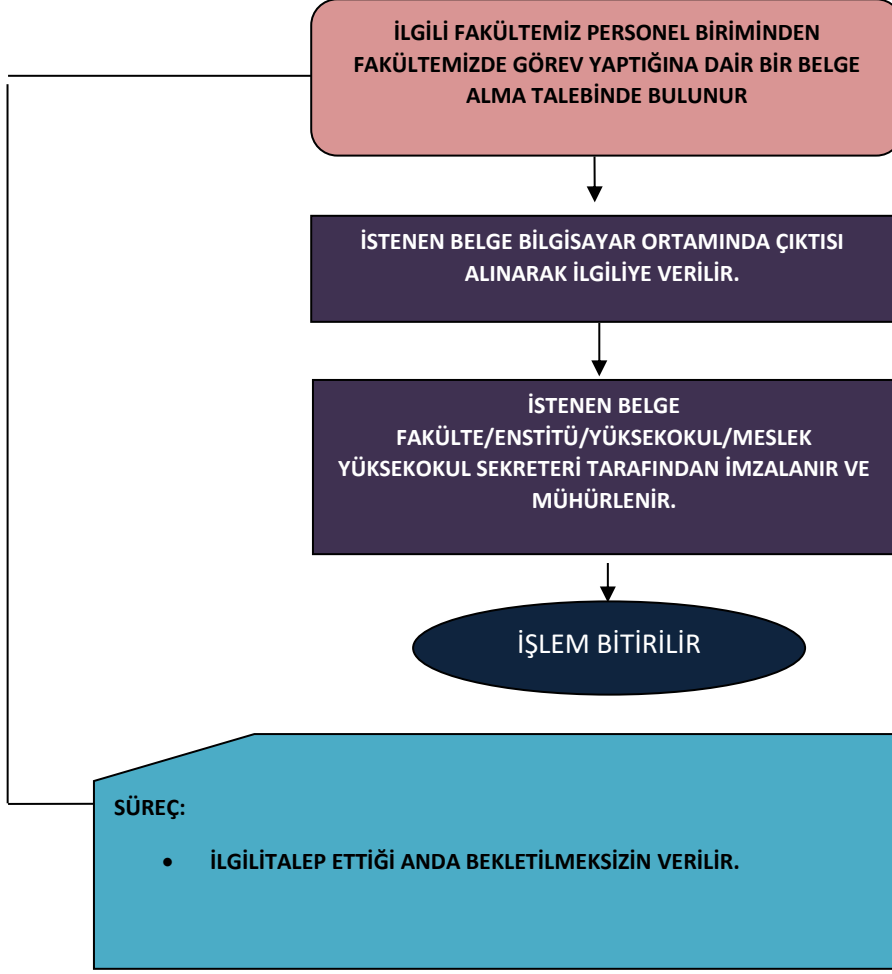 İLGİLİ FAKÜLTEMİZ PERSONEL BİRİMİNDEN
FAKÜLTEMİZDE GÖREV YAPTIĞINA DAİR BİR BELGE
ALMA TALEBİNDE BULUNUR
İSTENEN BELGE BİLGİSAYAR ORTAMINDA ÇIKTISI
ALINARAK İLGİLİYE VERİLİR.
İSTENEN BELGE
FAKÜLTE/ENSTİTÜ/YÜKSEKOKUL/MESLEK
YÜKSEKOKUL SEKRETERİ TARAFINDAN İMZALANIR VE
MÜHÜRLENİR.
İŞLEM BİTİRİLİR
SÜREÇ:
• İLGİLİTALEP ETTİĞİ ANDA BEKLETİLMEKSİZİN VERİLİR.